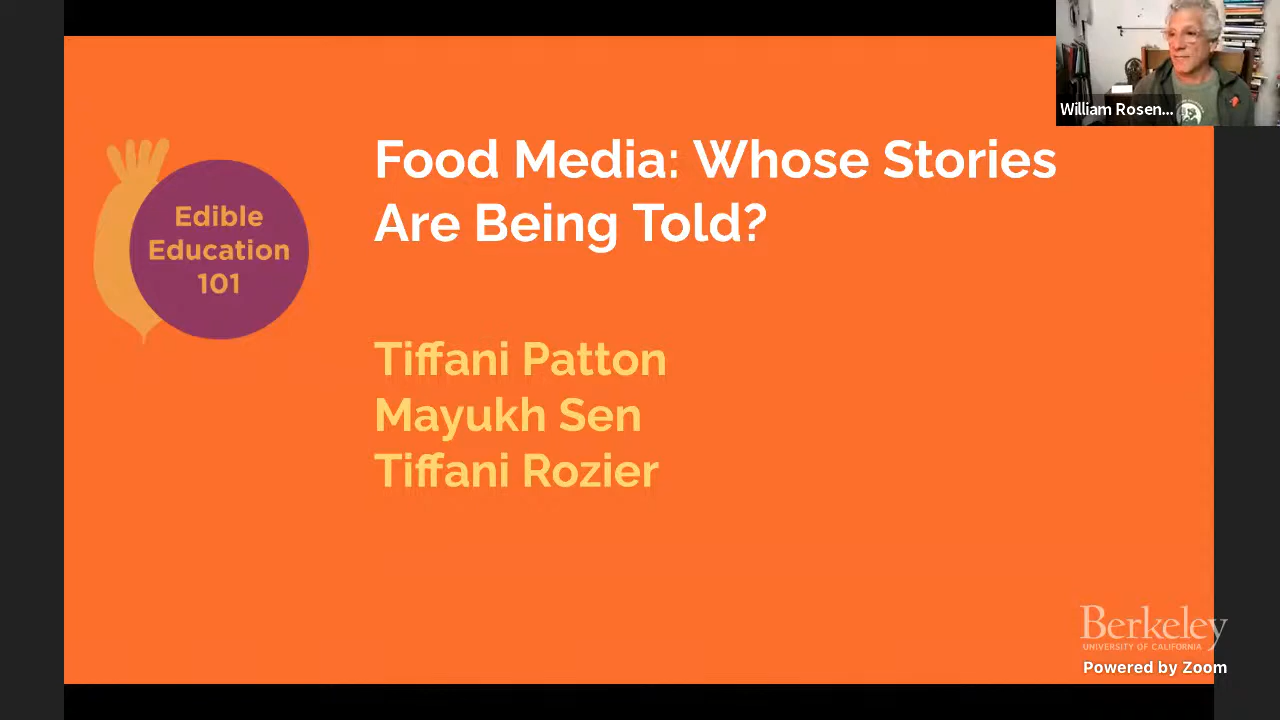 William Rosen...
Food Media: Whose Stories
Are Being Told?
Edible
Education
101
Tiffani Patton
Mayukh Sen
Tiffani Rozier
Berkeley
UNIVERSITY OF CALIFORNIA
Powered by Zoom